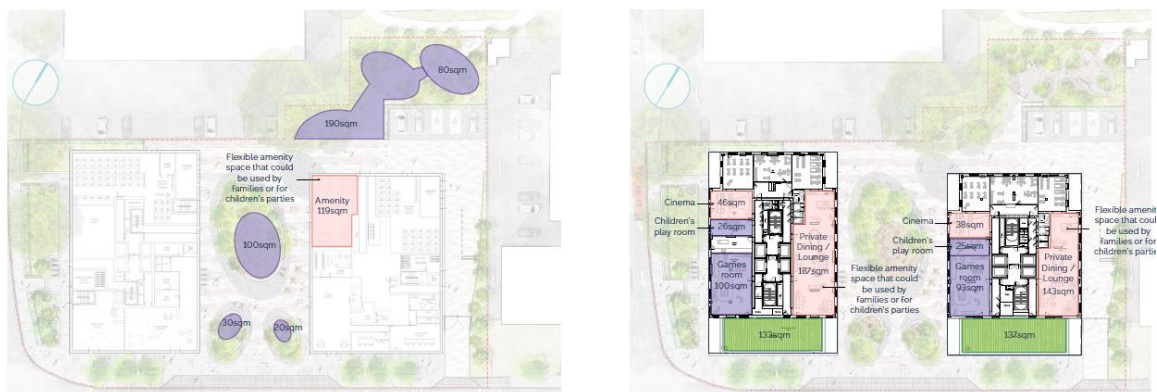 80sqm
190sqm
Flexible amenity
space that could
be used by
families or for
children's parties
Amenity
119sqm
100sqm
30sqm
20sqm
Cinema
46sqm
Children's
play room
26sqm
Games
room
100sqm
Private
Dining /
Lounge
187sqm
Flexible amenity
space that could
be used by
families or for
children's parties
133sqm
Cinema
38sqm
Children's
play room
25sqm
Games
room
93sqm
Private
Dining /
Lounge
143sqm
Flexible amenity
space that could
be used by
families or for
children's parties
137sqm